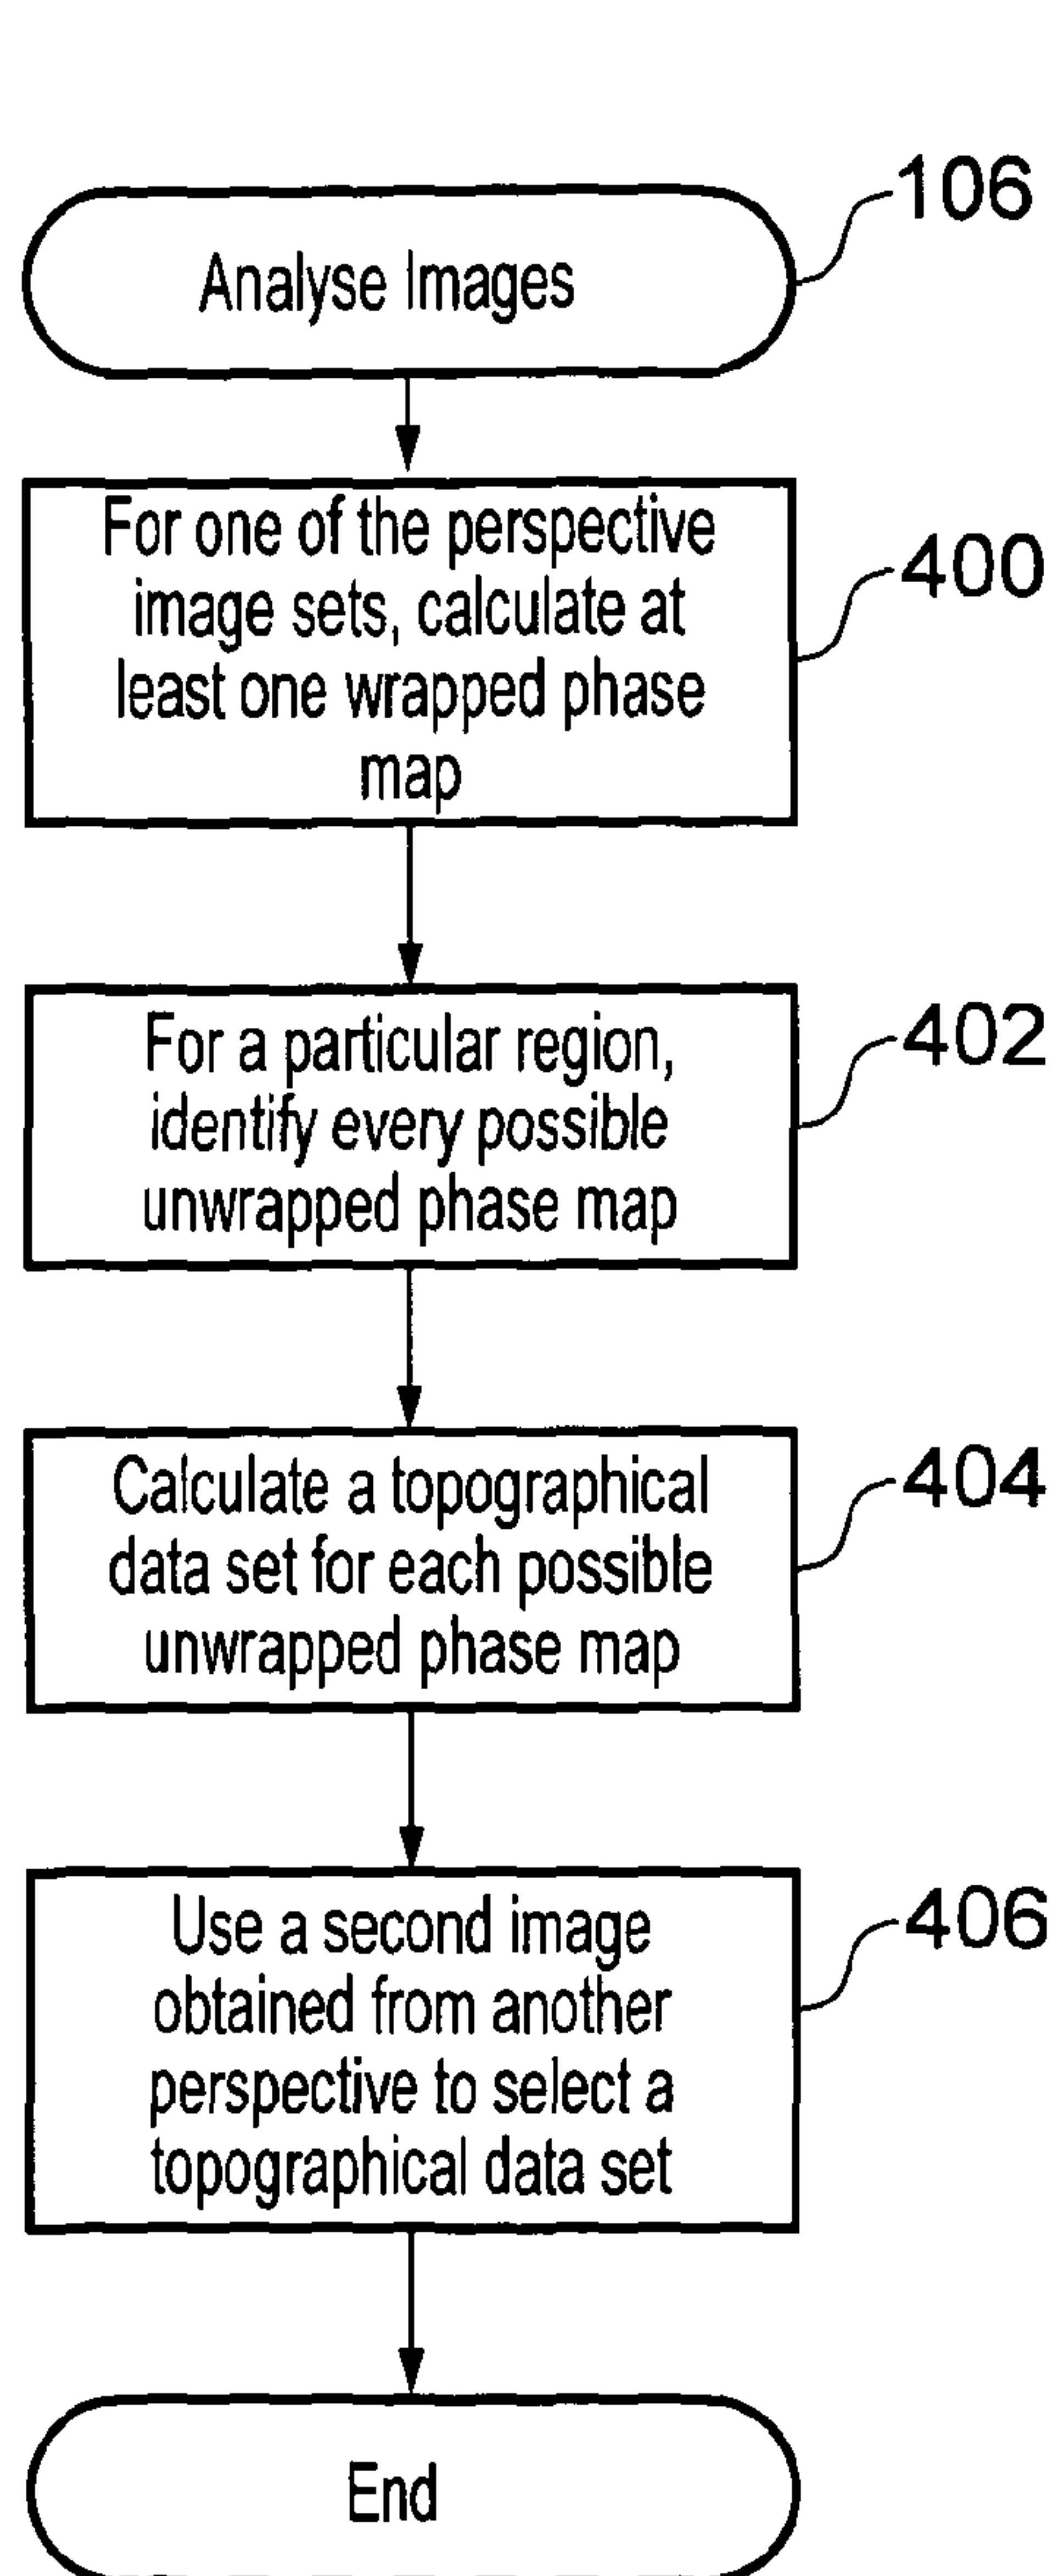 106
Analyse Images
For one of the perspective
image sets, calculate at
least one wrapped phase
map
400
For a particular region,
identify every possible
unwrapped phase map
402
Calculate a topographical
data set for each possible
unwrapped phase map
404
Use a second image
obtained from another
perspective to select a
topographical data set
406
End